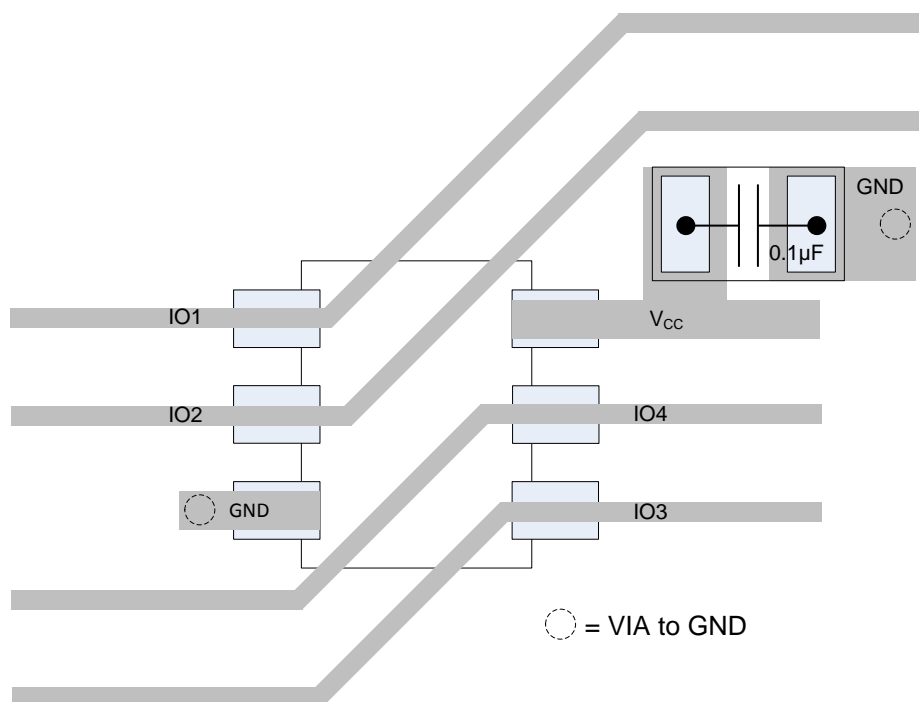 GND
0.1µF
IO1
VCC
IO2
IO4
GND
IO3
= VIA to GND